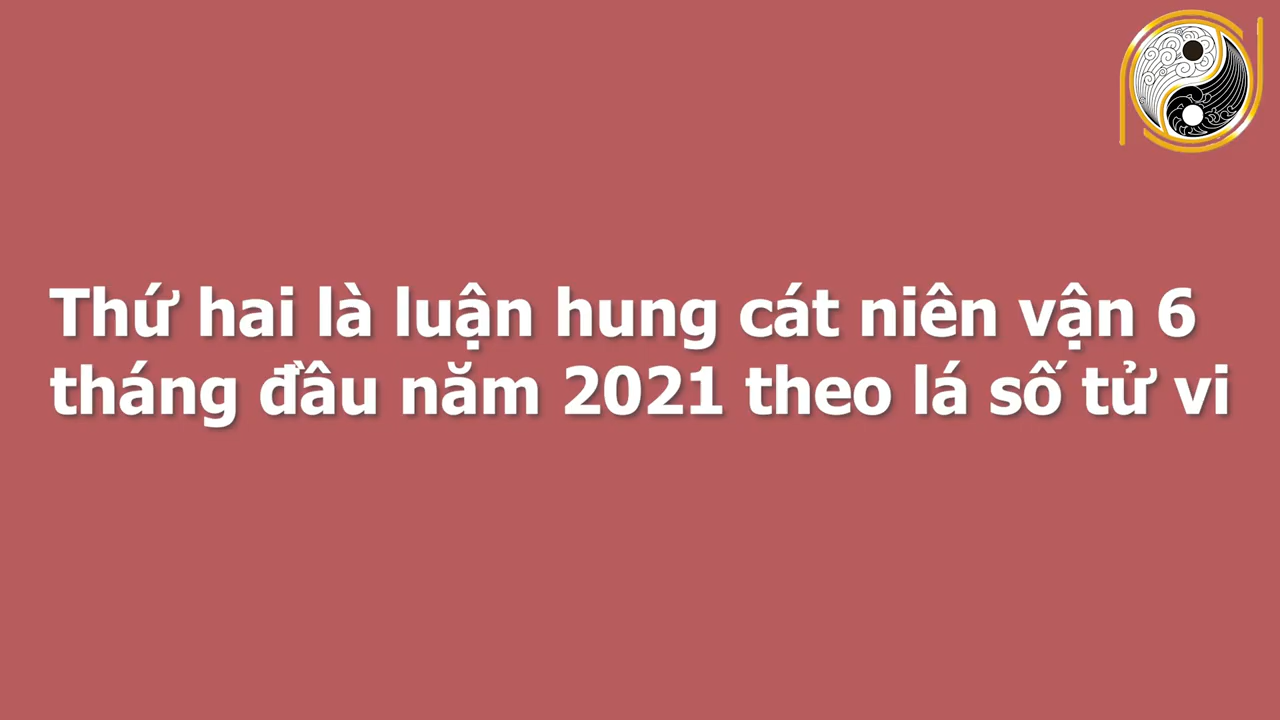 Thứ hai là luận hung cát niên vận 6
tháng đầu năm 2021 theo lá số tử vi